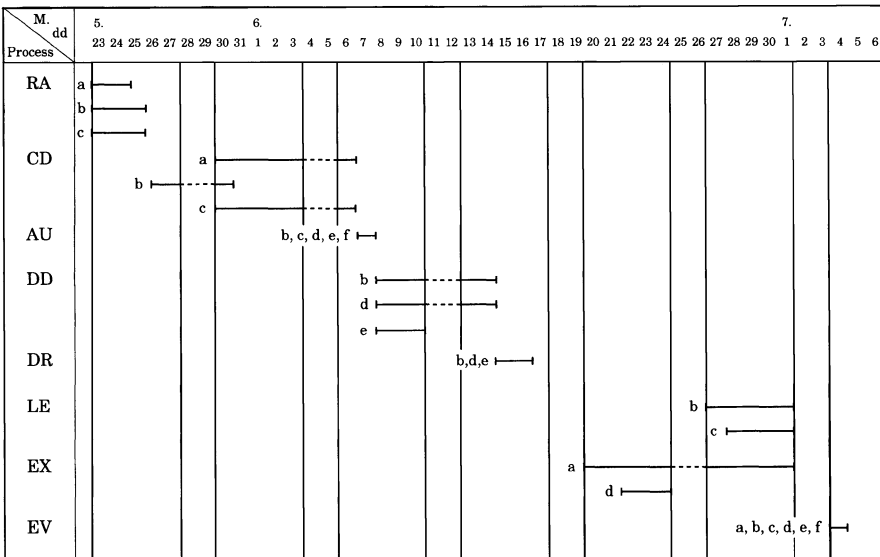 M.
dd
Process
5. 6. 7.
23 24 25 26 27 28 29 30 31 1 2 3 4 5 6 7 8 9 10 11 12 13 14 15 16 17 18 19 20 21 22 23 24 25 26 27 28 29 30 1 2 3 4 5 6
RA a
b
c
CD a
b
c
AU b, c, d, e, f
DD b
d
e
DR b,d,e
LE b
c
EX a
d
EV a, b, c, d, e, f